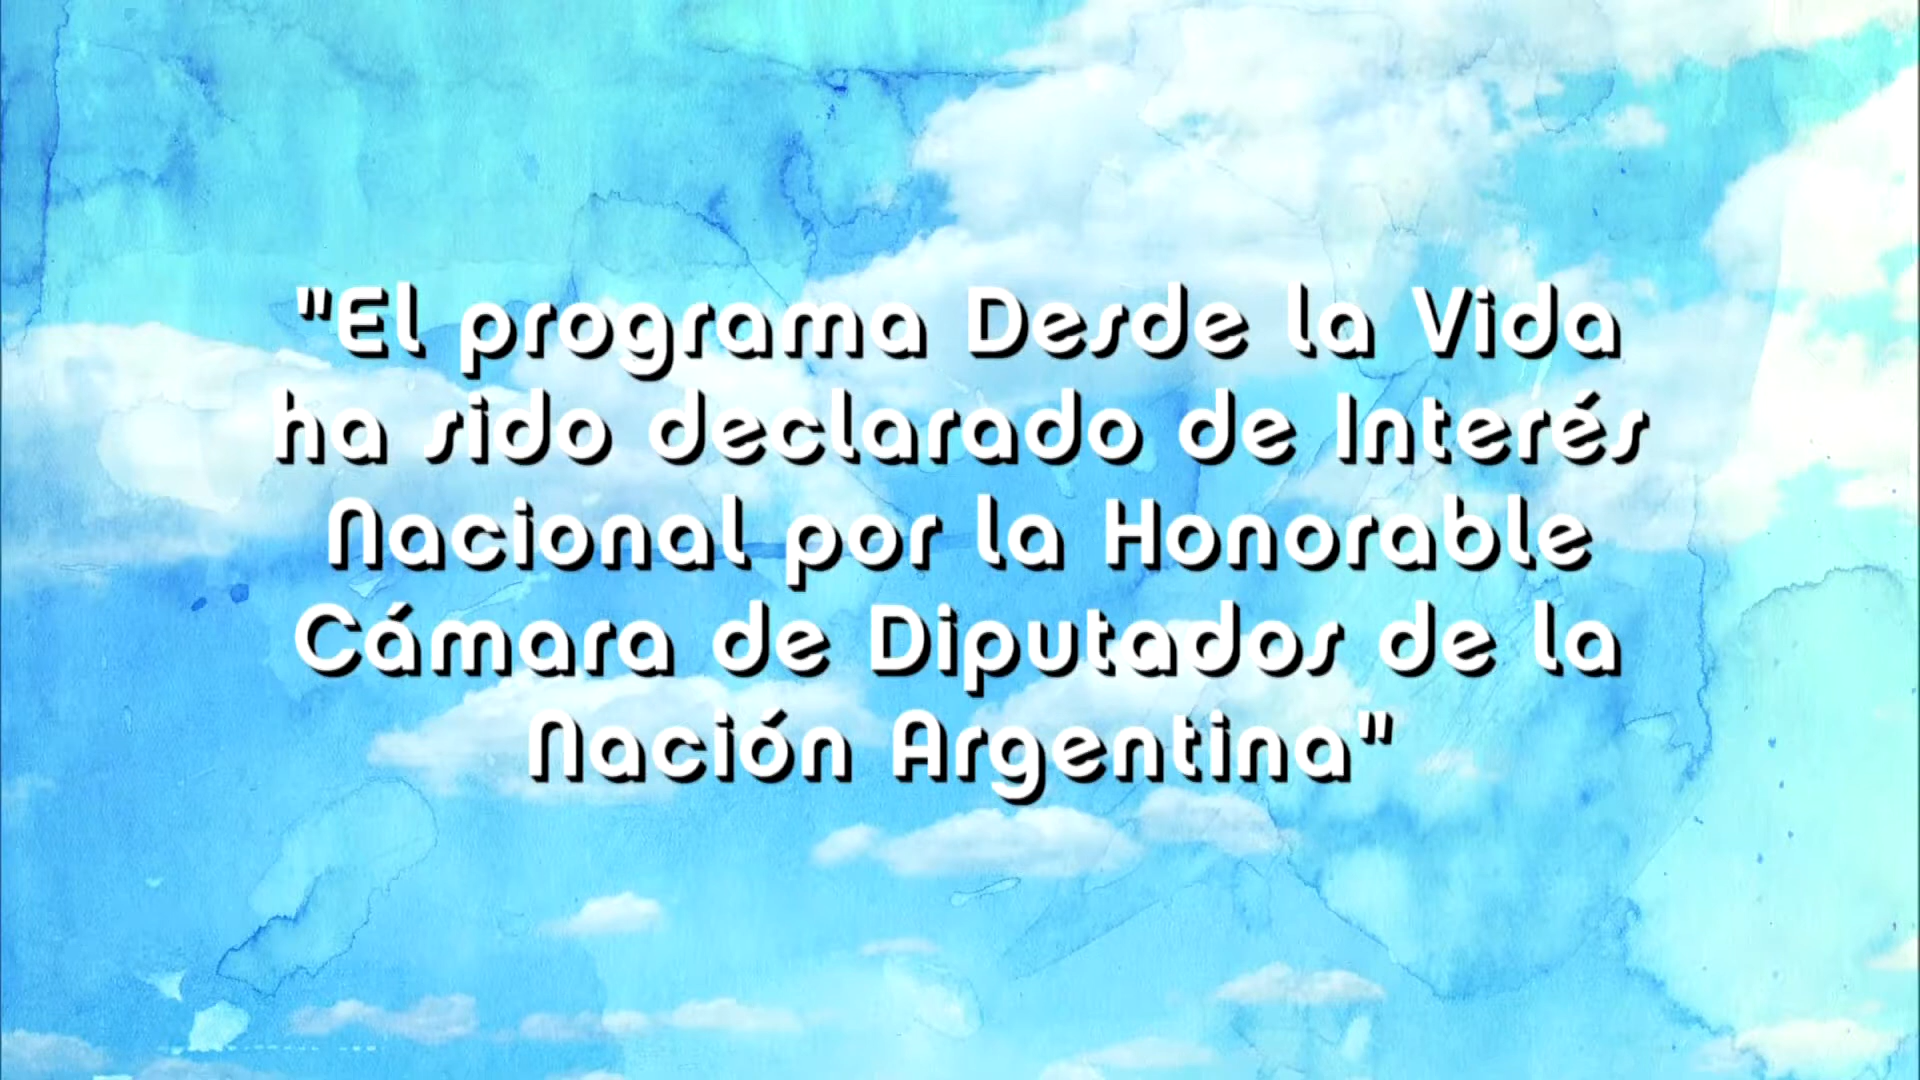 "El programa Desde la Vida
ha sido declarado de Interés
Nacional por la Honorable
Cámara de Diputados de la
Nación Argentina"